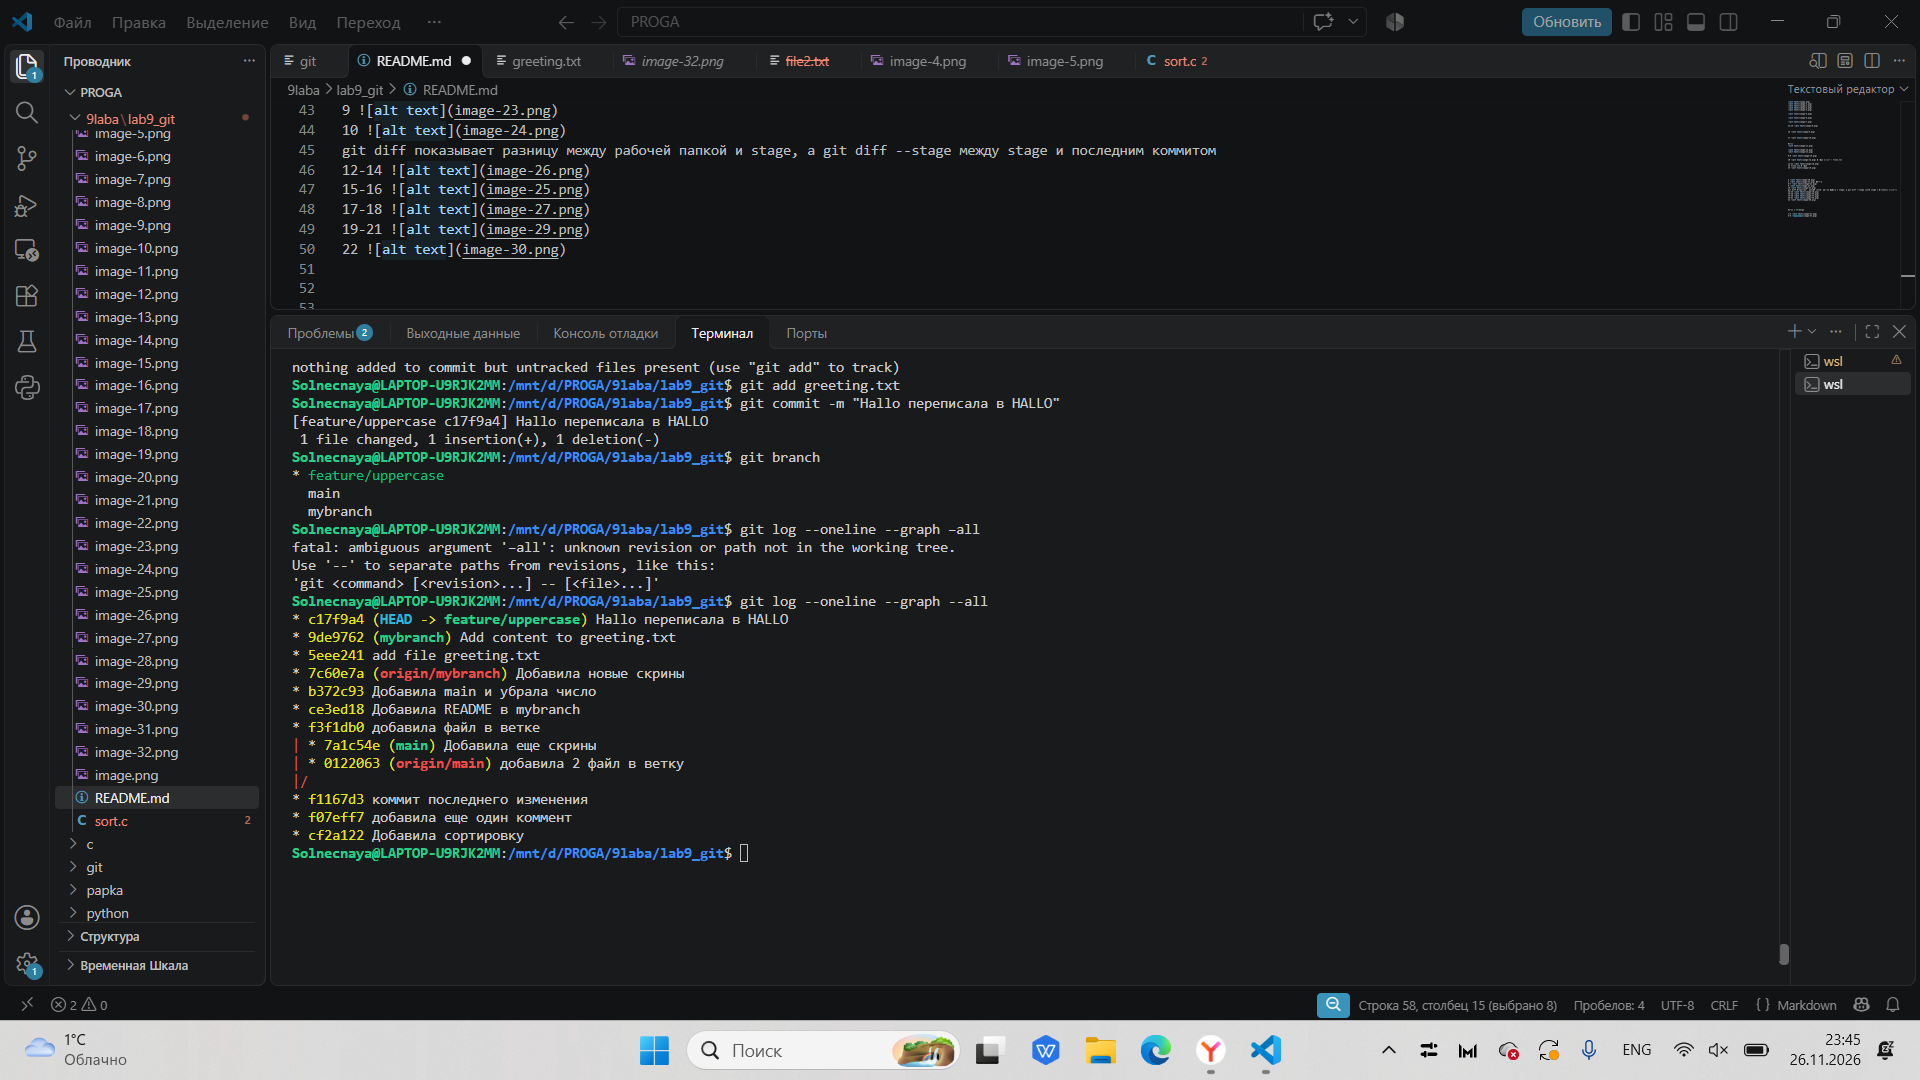 Файл Правка Выделение Вид Переход ··· PROGA Обновить
Проводник ···
git README.md greeting.txt image-32.png file2.txt image-4.png image-5.png C sort.c 2
9laba > lab9_git > README.md
Текстовый редактор
43 9 ![alt text](image-23.png)
44 10 ![alt text](image-24.png)
45 git diff показывает разницу между рабочей папкой и stage, а git diff --stage между stage и последним коммитом
46 12-14 ![alt text](image-26.png)
47 15-16 ![alt text](image-25.png)
48 17-18 ![alt text](image-27.png)
49 19-21 ![alt text](image-29.png)
50 22 ![alt text](image-30.png)
51
52
53
PROGA
9laba\lab9_git
image-5.png
image-6.png
image-7.png
image-8.png
image-9.png
image-10.png
image-11.png
image-12.png
image-13.png
image-14.png
image-15.png
image-16.png
image-17.png
image-18.png
image-19.png
image-20.png
image-21.png
image-22.png
image-23.png
image-24.png
image-25.png
image-26.png
image-27.png
image-28.png
image-29.png
image-30.png
image-31.png
image-32.png
image.png
README.md
C sort.c 2
c
git
papka
python
Структура
Временная Шкала
1
1
Проблемы 2 Выходные данные Консоль отладки Терминал Порты
wsl
wsl
nothing added to commit but untracked files present (use "git add" to track)
Solnecnaya@LAPTOP-U9RJK2MM:/mnt/d/PROGA/9laba/lab9_git$ git add greeting.txt
Solnecnaya@LAPTOP-U9RJK2MM:/mnt/d/PROGA/9laba/lab9_git$ git commit -m "Hallo переписала в HALLO"
[feature/uppercase c17f9a4] Hallo переписала в HALLO
1 file changed, 1 insertion(+), 1 deletion(-)
Solnecnaya@LAPTOP-U9RJK2MM:/mnt/d/PROGA/9laba/lab9_git$ git branch
* feature/uppercase
main
mybranch
Solnecnaya@LAPTOP-U9RJK2MM:/mnt/d/PROGA/9laba/lab9_git$ git log --oneline --graph –all
fatal: ambiguous argument '–all': unknown revision or path not in the working tree.
Use '--' to separate paths from revisions, like this:
'git <command> [<revision>...] -- [<file>...]'
Solnecnaya@LAPTOP-U9RJK2MM:/mnt/d/PROGA/9laba/lab9_git$ git log --oneline --graph --all
* c17f9a4 (HEAD -> feature/uppercase) Hallo переписала в HALLO
* 9de9762 (mybranch) Add content to greeting.txt
* 5eee241 add file greeting.txt
* 7c60e7a (origin/mybranch) Добавила новые скрины
* b372c93 Добавила main и убрала число
* ce3ed18 Добавила README в mybranch
* f3f1db0 добавила файл в ветке
| * 7a1c54e (main) Добавила еще скрины
| * 0122063 (origin/main) добавила 2 файл в ветку
|/
* f1167d3 коммит последнего изменения
* f07eff7 добавила еще один коммент
* cf2a122 Добавила сортировку
Solnecnaya@LAPTOP-U9RJK2MM:/mnt/d/PROGA/9laba/lab9_git$
2 0 Строка 58, столбец 15 (выбрано 8) Пробелов: 4 UTF-8 CRLF {} Markdown
1°C
Облачно
Поиск
ENG
23:45
26.11.2026